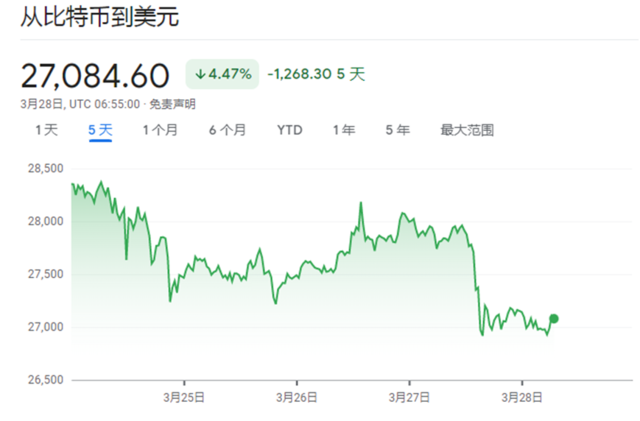 从比特币到美元
27,084.60 ↓4.47% -1,268.30 5 天
3月28日, UTC 06:55:00 · 免责声明
1 天 5 天 1 个月 6 个月 YTD 1 年 5 年 最大范围
28,500
28,000
27,500
27,000
26,500
3月25日 3月26日 3月27日 3月28日